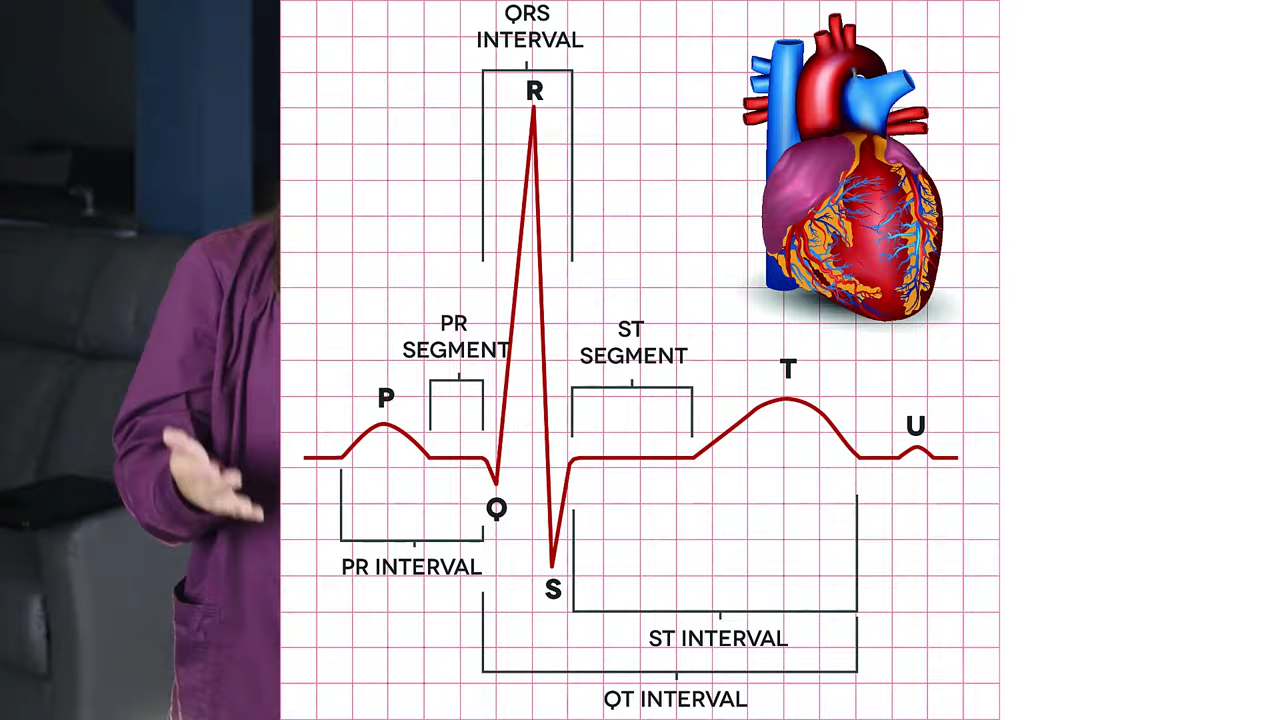 QRS
INTERVAL
R
PR
SEGMENT
ST
SEGMENT
P
T
U
Q
PR INTERVAL
S
ST INTERVAL
QT INTERVAL